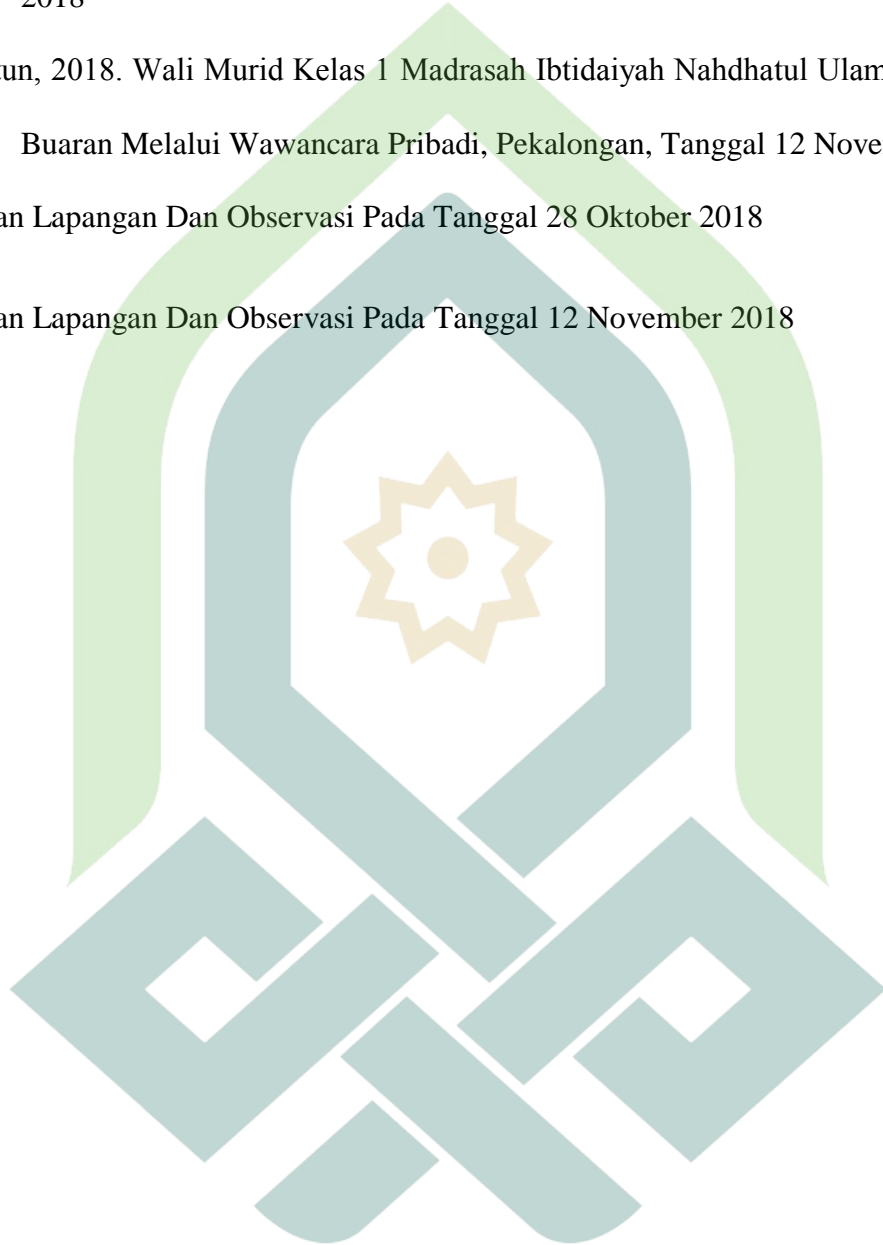 2018
tun, 2018. Wali Murid Kelas 1 Madrasah Ibtidaiyah Nahdhatul Ulam
Buaran Melalui Wawancara Pribadi, Pekalongan, Tanggal 12 Nove
an Lapangan Dan Observasi Pada Tanggal 28 Oktober 2018
an Lapangan Dan Observasi Pada Tanggal 12 November 2018